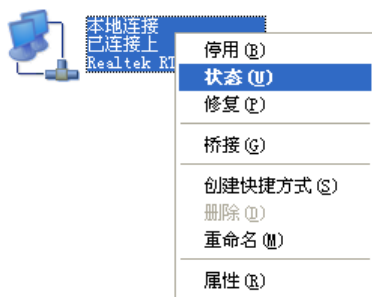 本地连接
已连接上
Realtek RT
停用(B)
状态(U)
修复(P)
桥接(G)
创建快捷方式(S)
删除(D)
重命名(M)
属性(R)